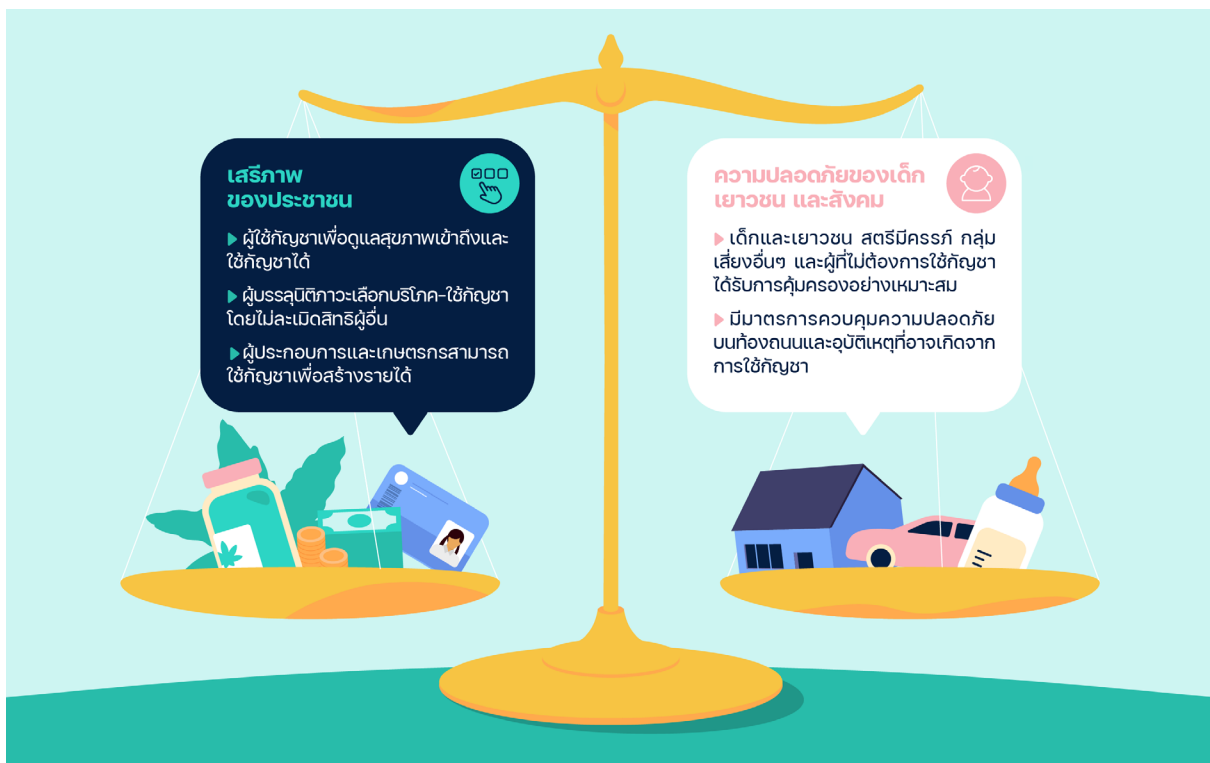 เสรีภาพ
ของประชาชน
▶ ผู้ใช้กัญชาเพื่อดูแลสุขภาพเข้าถึงและ
ใช้กัญชาได้
▶ ผู้บรรลุนิติภาวะเลือกบริโภค-ใช้กัญชา
โดยไม่ละเมิดสิทธิผู้อื่น
▶ ผู้ประกอบการและเกษตรกรสามารถ
ใช้กัญชาเพื่อสร้างรายได้
ความปลอดภัยของเด็ก
เยาวชน และสังคม
▶ เด็กและเยาวชน สตรีมีครรภ์ กลุ่ม
เสี่ยงอื่นๆ และผู้ที่ไม่ต้องการใช้กัญชา
ได้รับการคุ้มครองอย่างเหมาะสม
▶ มีมาตรการควบคุมความปลอดภัย
บนท้องถนนและอุบัติเหตุที่อาจเกิดจาก
การใช้กัญชา